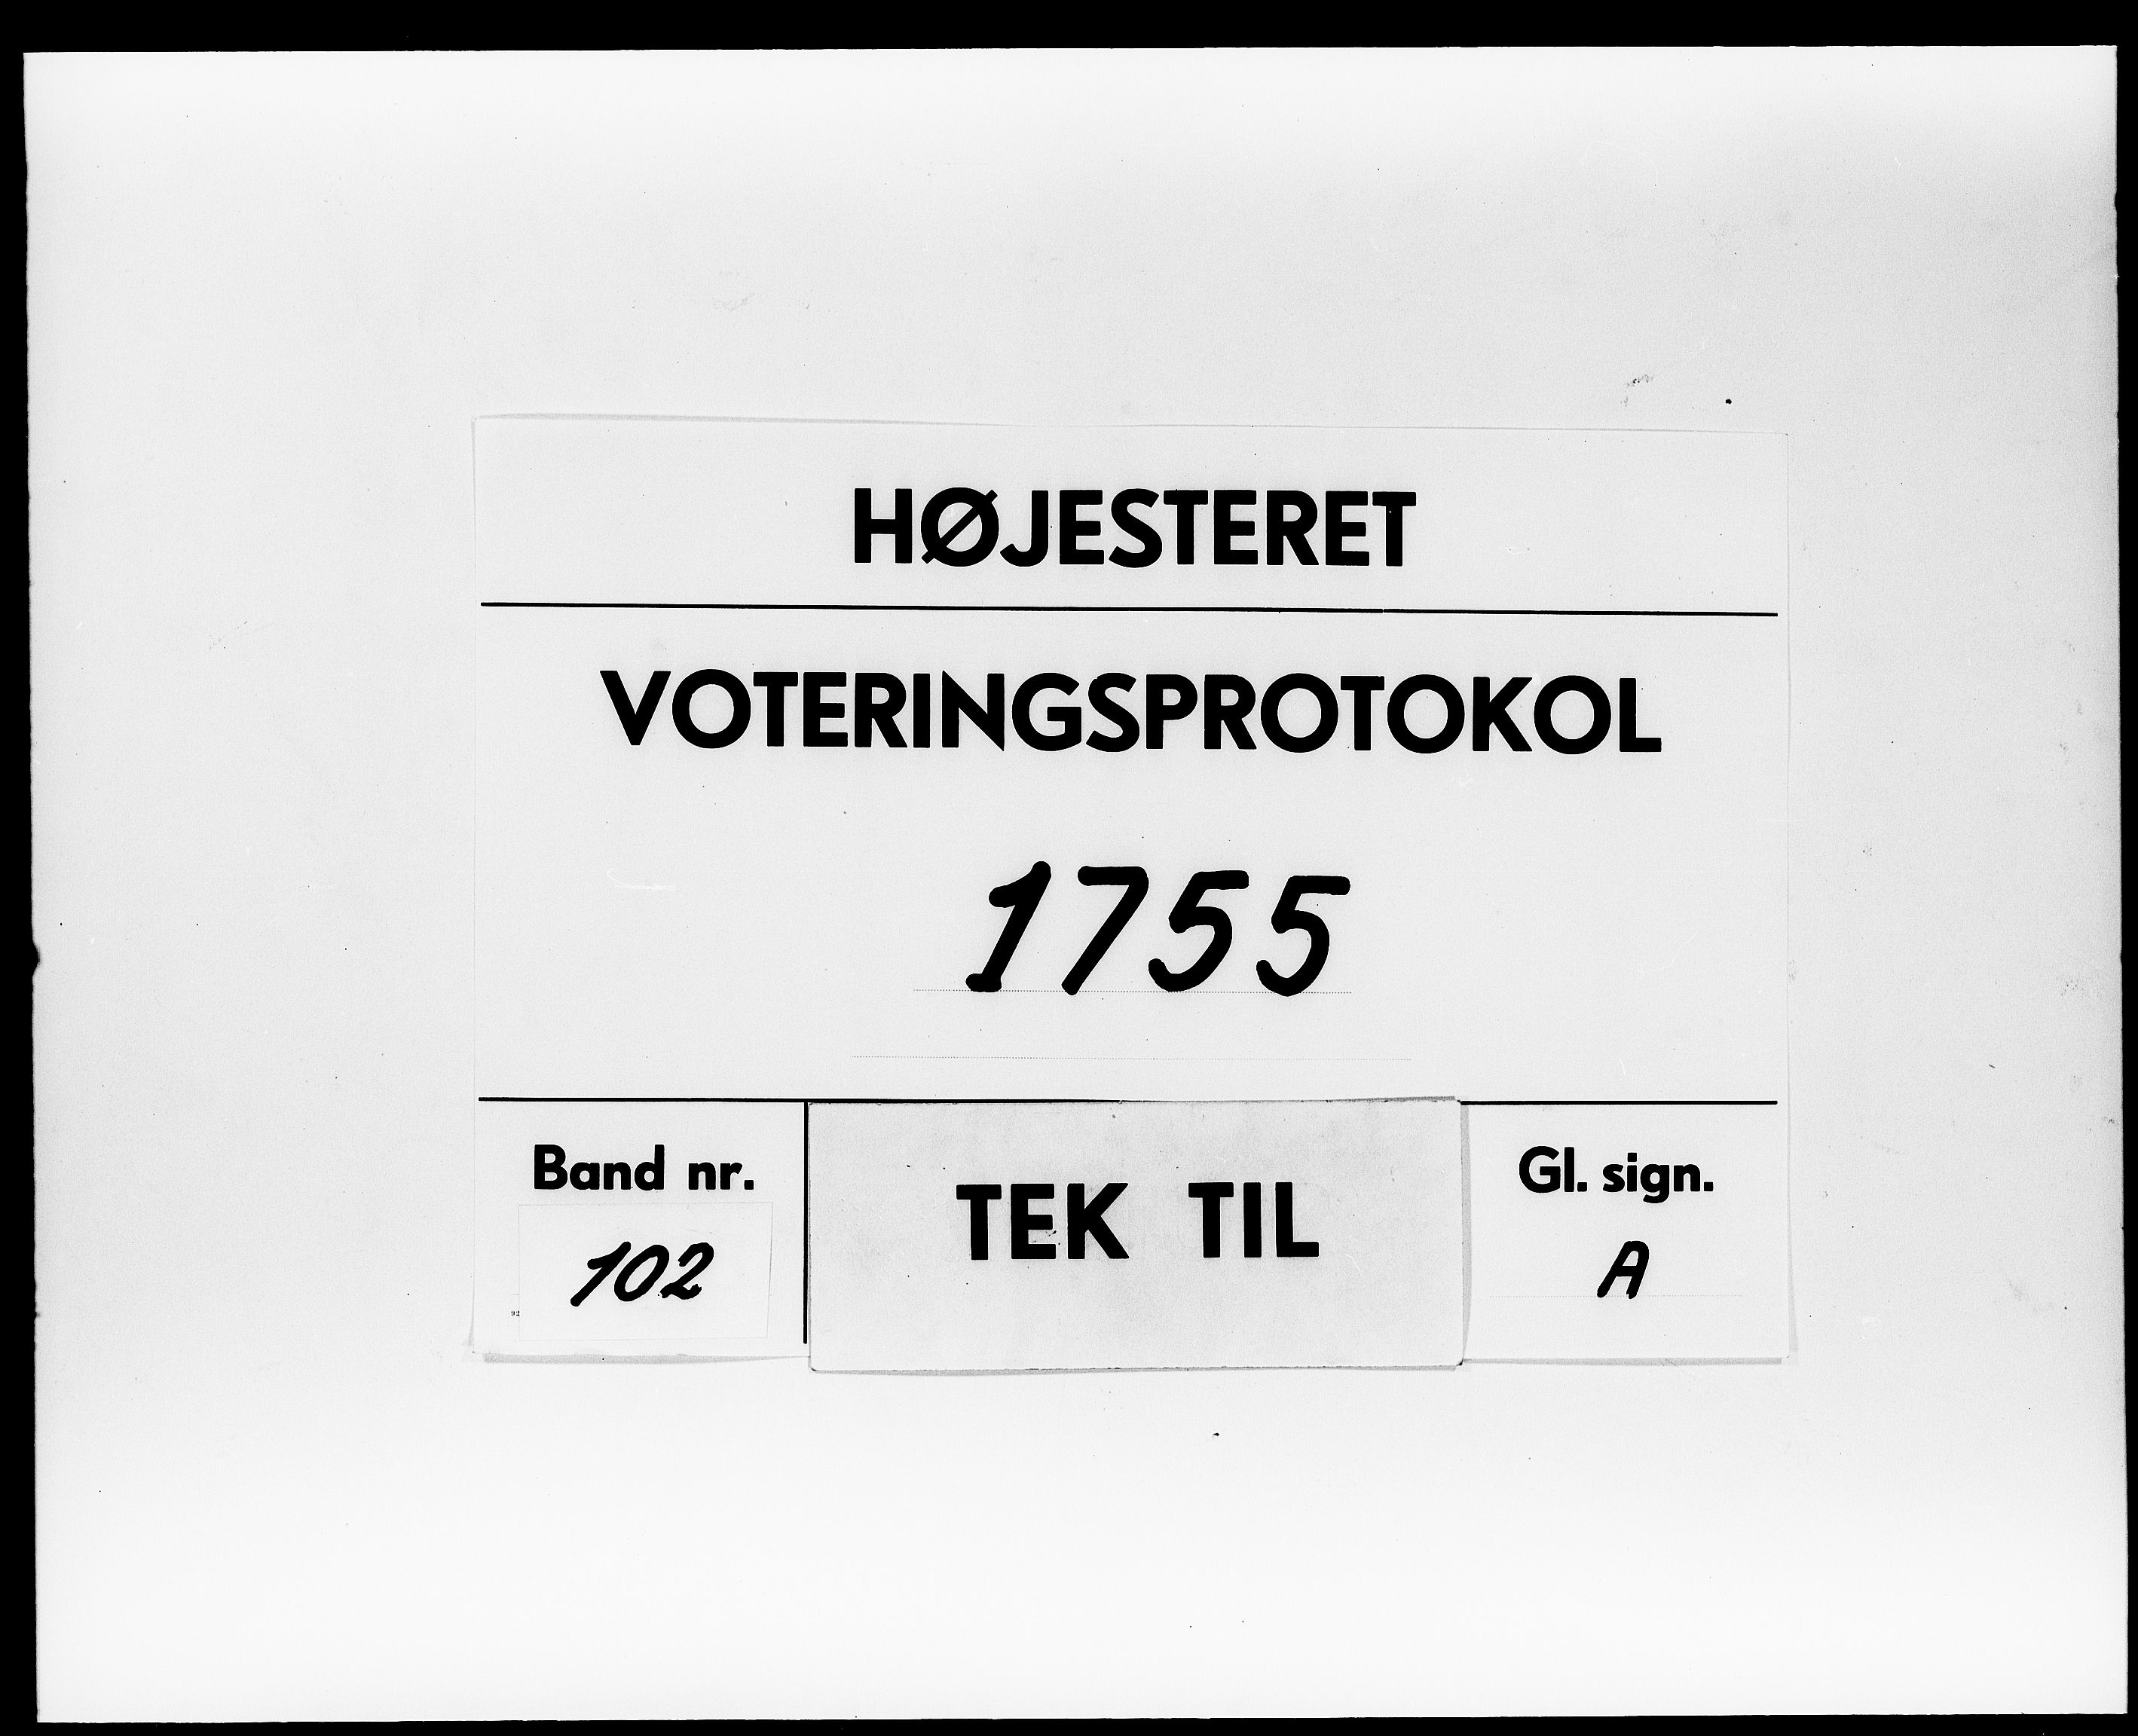 HØJESTERET
VOTERINGSPROTOKOL
1755
Band nr.
102
TEK TIL
Gl. sign.
A